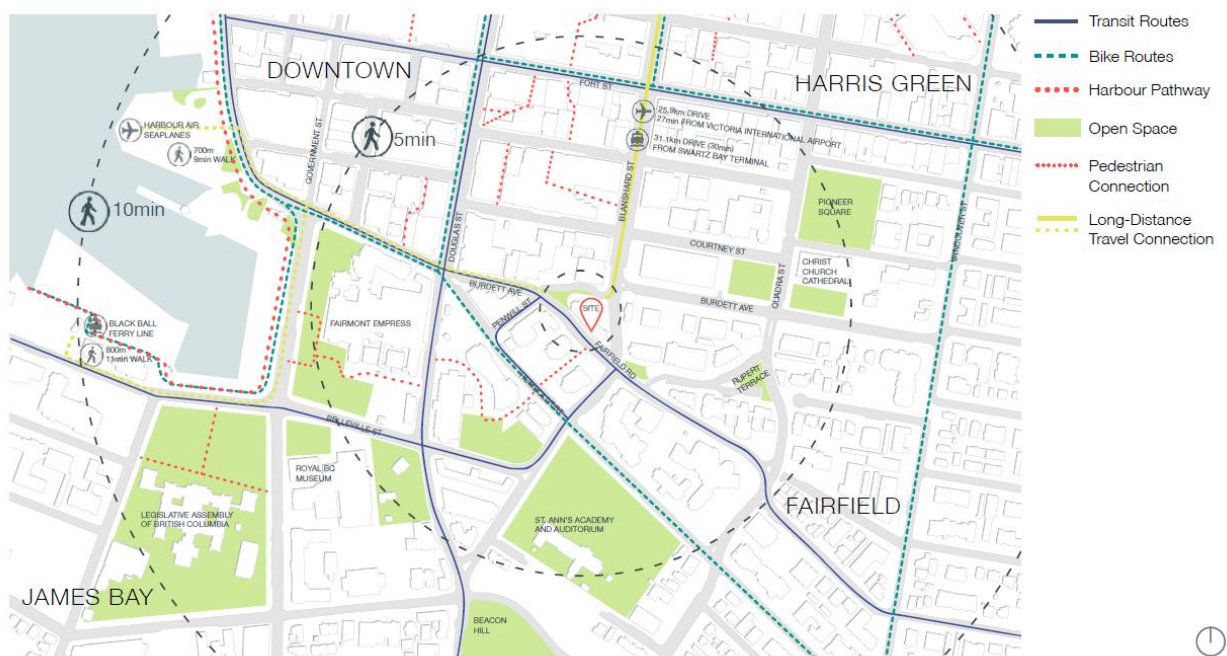 DOWNTOWN
HARRIS GREEN
FORT ST
HARBOUR AIR
SEAPLANES
700m
9min WALK
GOVERNMENT ST
5min
25.9km DRIVE
27min FROM VICTORIA INTERNATIONAL AIRPORT
31.1km DRIVE (30min)
FROM SWARTZ BAY TERMINAL
BLANSHARD ST
10min
DOUGLAS ST
PIONEER
SQUARE
VANCOUVER ST
COURTNEY ST
CHRIST
CHURCH
CATHEDRAL
QUADRA ST
BURDETT AVE
BURDETT AVE
PENWILL ST
SITE
FAIRMONT EMPRESS
BLACK BALL
FERRY LINE
800m
11min WALK
FAIRFIELD RD
RUPERT
TERRACE
BELLEVILLE ST
ROYAL BC
MUSEUM
LEGISLATIVE ASSEMBLY
OF BRITISH COLUMBIA
ST. ANN'S ACADEMY
AND AUDITORIUM
FAIRFIELD
JAMES BAY
BEACON
HILL
Transit Routes
Bike Routes
Harbour Pathway
Open Space
Pedestrian
Connection
Long-Distance
Travel Connection